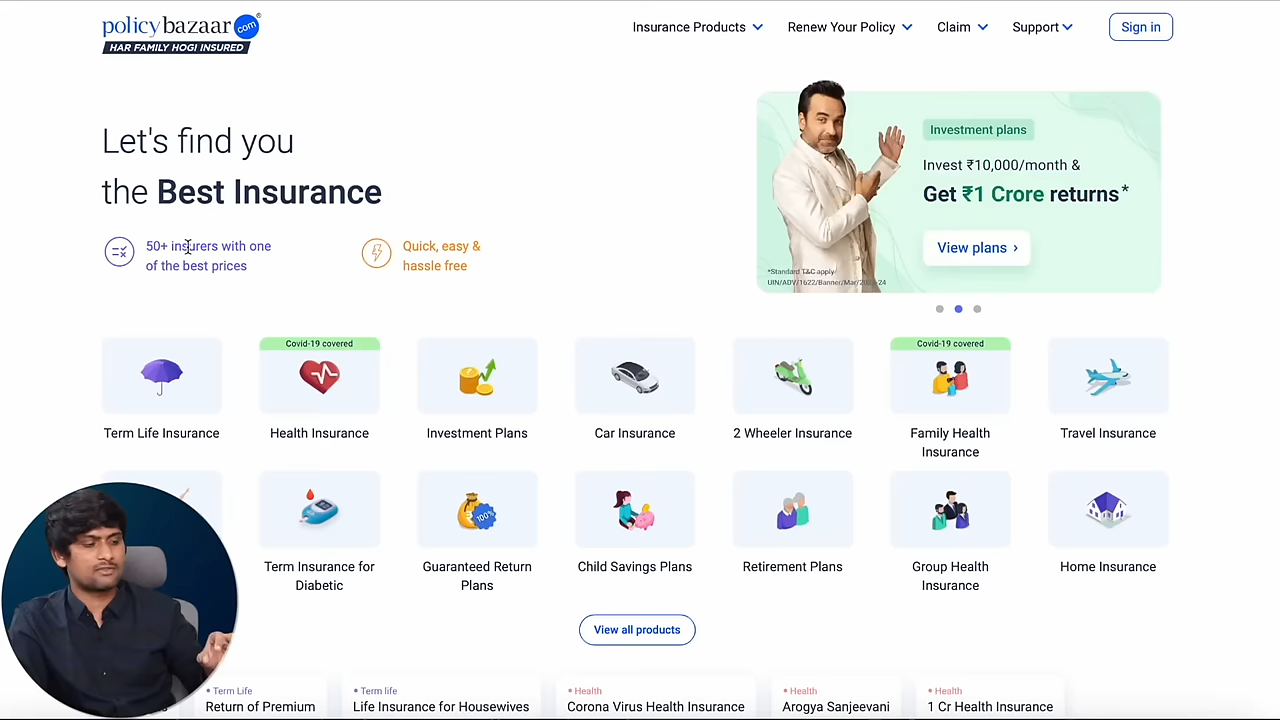 policybazaar com
HAR FAMILY HOGI INSURED
Insurance Products
Renew Your Policy
Claim
Support
Sign in
Let's find you
the Best Insurance
50+ insurers with one
of the best prices
Quick, easy &
hassle free
Investment plans
Invest ₹10,000/month &
Get ₹1 Crore returns*
View plans ›
*Standard T&C apply
Covid-19 covered
Covid-19 covered
Term Life Insurance
Health Insurance
Investment Plans
Car Insurance
2 Wheeler Insurance
Family Health
Insurance
Travel Insurance
100%
Term Insurance for
Diabetic
Guaranteed Return
Plans
Child Savings Plans
Retirement Plans
Group Health
Insurance
Home Insurance
View all products
Term Life
Return of Premium
Term life
Life Insurance for Housewives
Health
Corona Virus Health Insurance
Health
Arogya Sanjeevani
Health
1 Cr Health Insurance